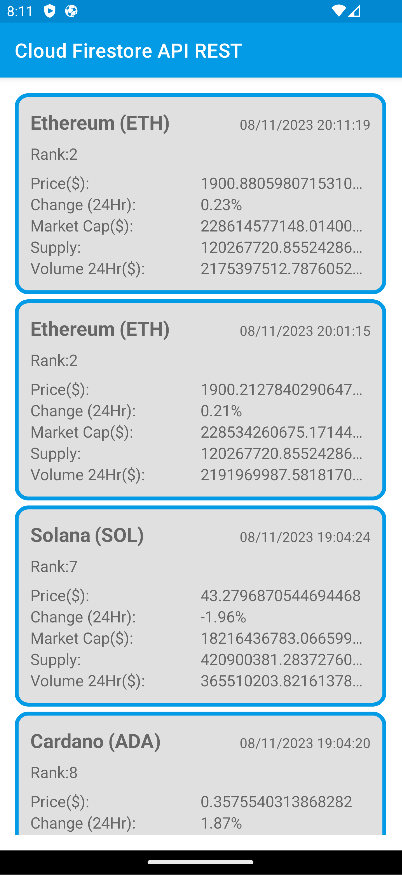 8:11
Cloud Firestore API REST
Ethereum (ETH) 08/11/2023 20:11:19
Rank:2
Price($): 1900.8805980715310...
Change (24Hr): 0.23%
Market Cap($): 228614577148.01400...
Supply: 120267720.85524286...
Volume 24Hr($): 2175397512.7876052...
Ethereum (ETH) 08/11/2023 20:01:15
Rank:2
Price($): 1900.2127840290647...
Change (24Hr): 0.21%
Market Cap($): 228534260675.17144...
Supply: 120267720.85524286...
Volume 24Hr($): 2191969987.5818170...
Solana (SOL) 08/11/2023 19:04:24
Rank:7
Price($): 43.2796870544694468
Change (24Hr): -1.96%
Market Cap($): 18216436783.066599...
Supply: 420900381.28372760...
Volume 24Hr($): 365510203.82161378...
Cardano (ADA) 08/11/2023 19:04:20
Rank:8
Price($): 0.3575540313868282
Change (24Hr): 1.87%